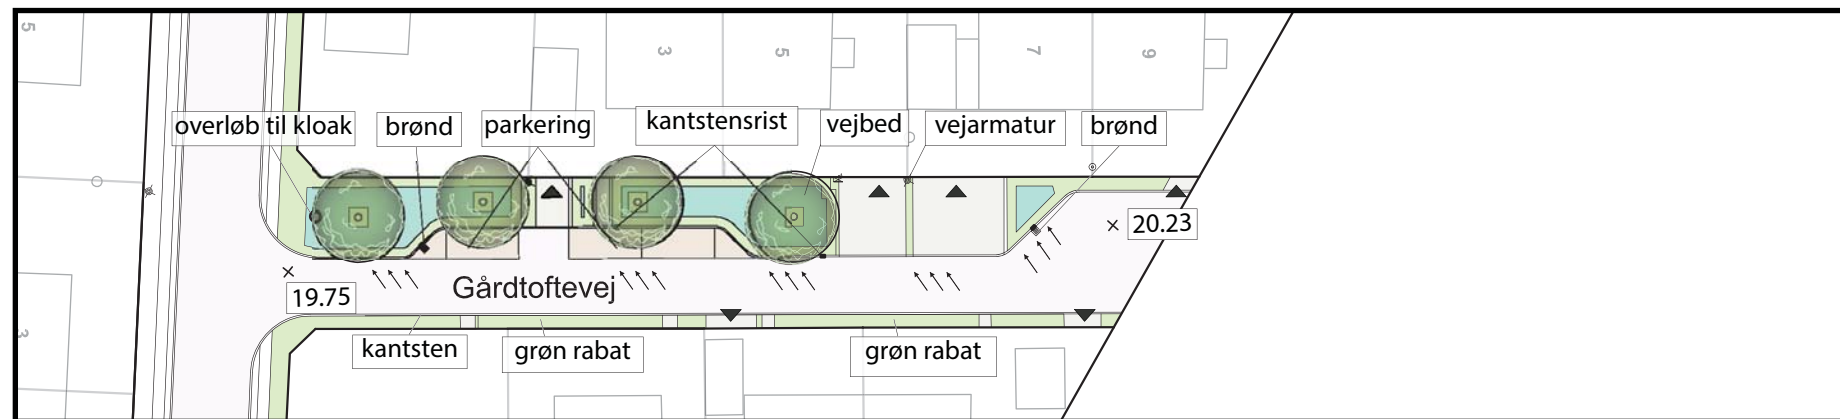 5
3
5
7
9
overløb til kloak
brønd
parkering
kantstensrist
vejbed
vejarmatur
brønd
20.23
19.75
Gårdtoftevej
3
kantsten
grøn rabat
grøn rabat